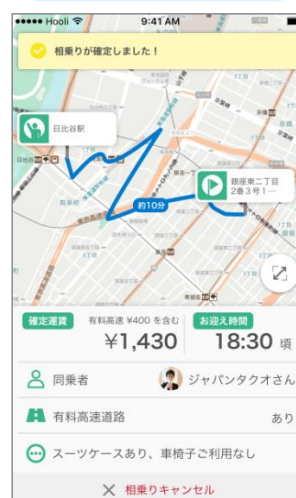 Hooli 9:41 AM
相乗りが確定しました！
日比谷駅
銀座東二丁目
2番3号1…
約10分
確定運賃 有料高速 ¥400 を含む お迎え時間
¥1,430 18:30 頃
同乗者 ジャパンタクオさん
有料高速道路 あり
スーツケースあり、車椅子ご利用なし
相乗りキャンセル